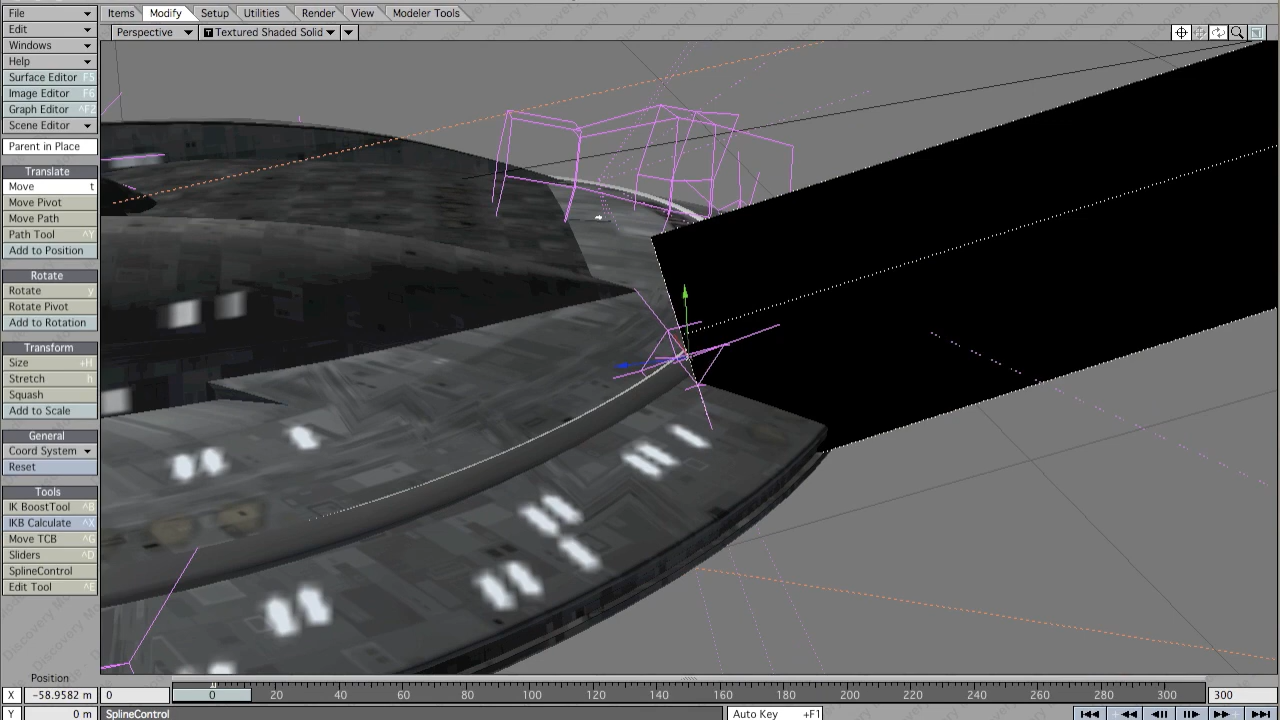 Items Modify Setup Utilities Render View Modeler Tools
Perspective Textured Shaded Solid
File
Edit
Windows
Help
Surface Editor F5
Image Editor F6
Graph Editor ^F2
Scene Editor
Parent in Place
Translate
Move t
Move Pivot
Move Path
Path Tool ^Y
Add to Position
Rotate
Rotate y
Rotate Pivot
Add to Rotation
Transform
Size +H
Stretch h
Squash
Add to Scale
General
Coord System
Reset
Tools
IK BoostTool ^B
IKB Calculate ^X
Move TCB ^G
Sliders ^D
SplineControl
Edit Tool ^E
Position
X -58.9582 m 0 0 20 40 60 80 100 120 140 160 180 200 220 240 260 280 300 300
Y 0 m SplineControl Auto Key +F1